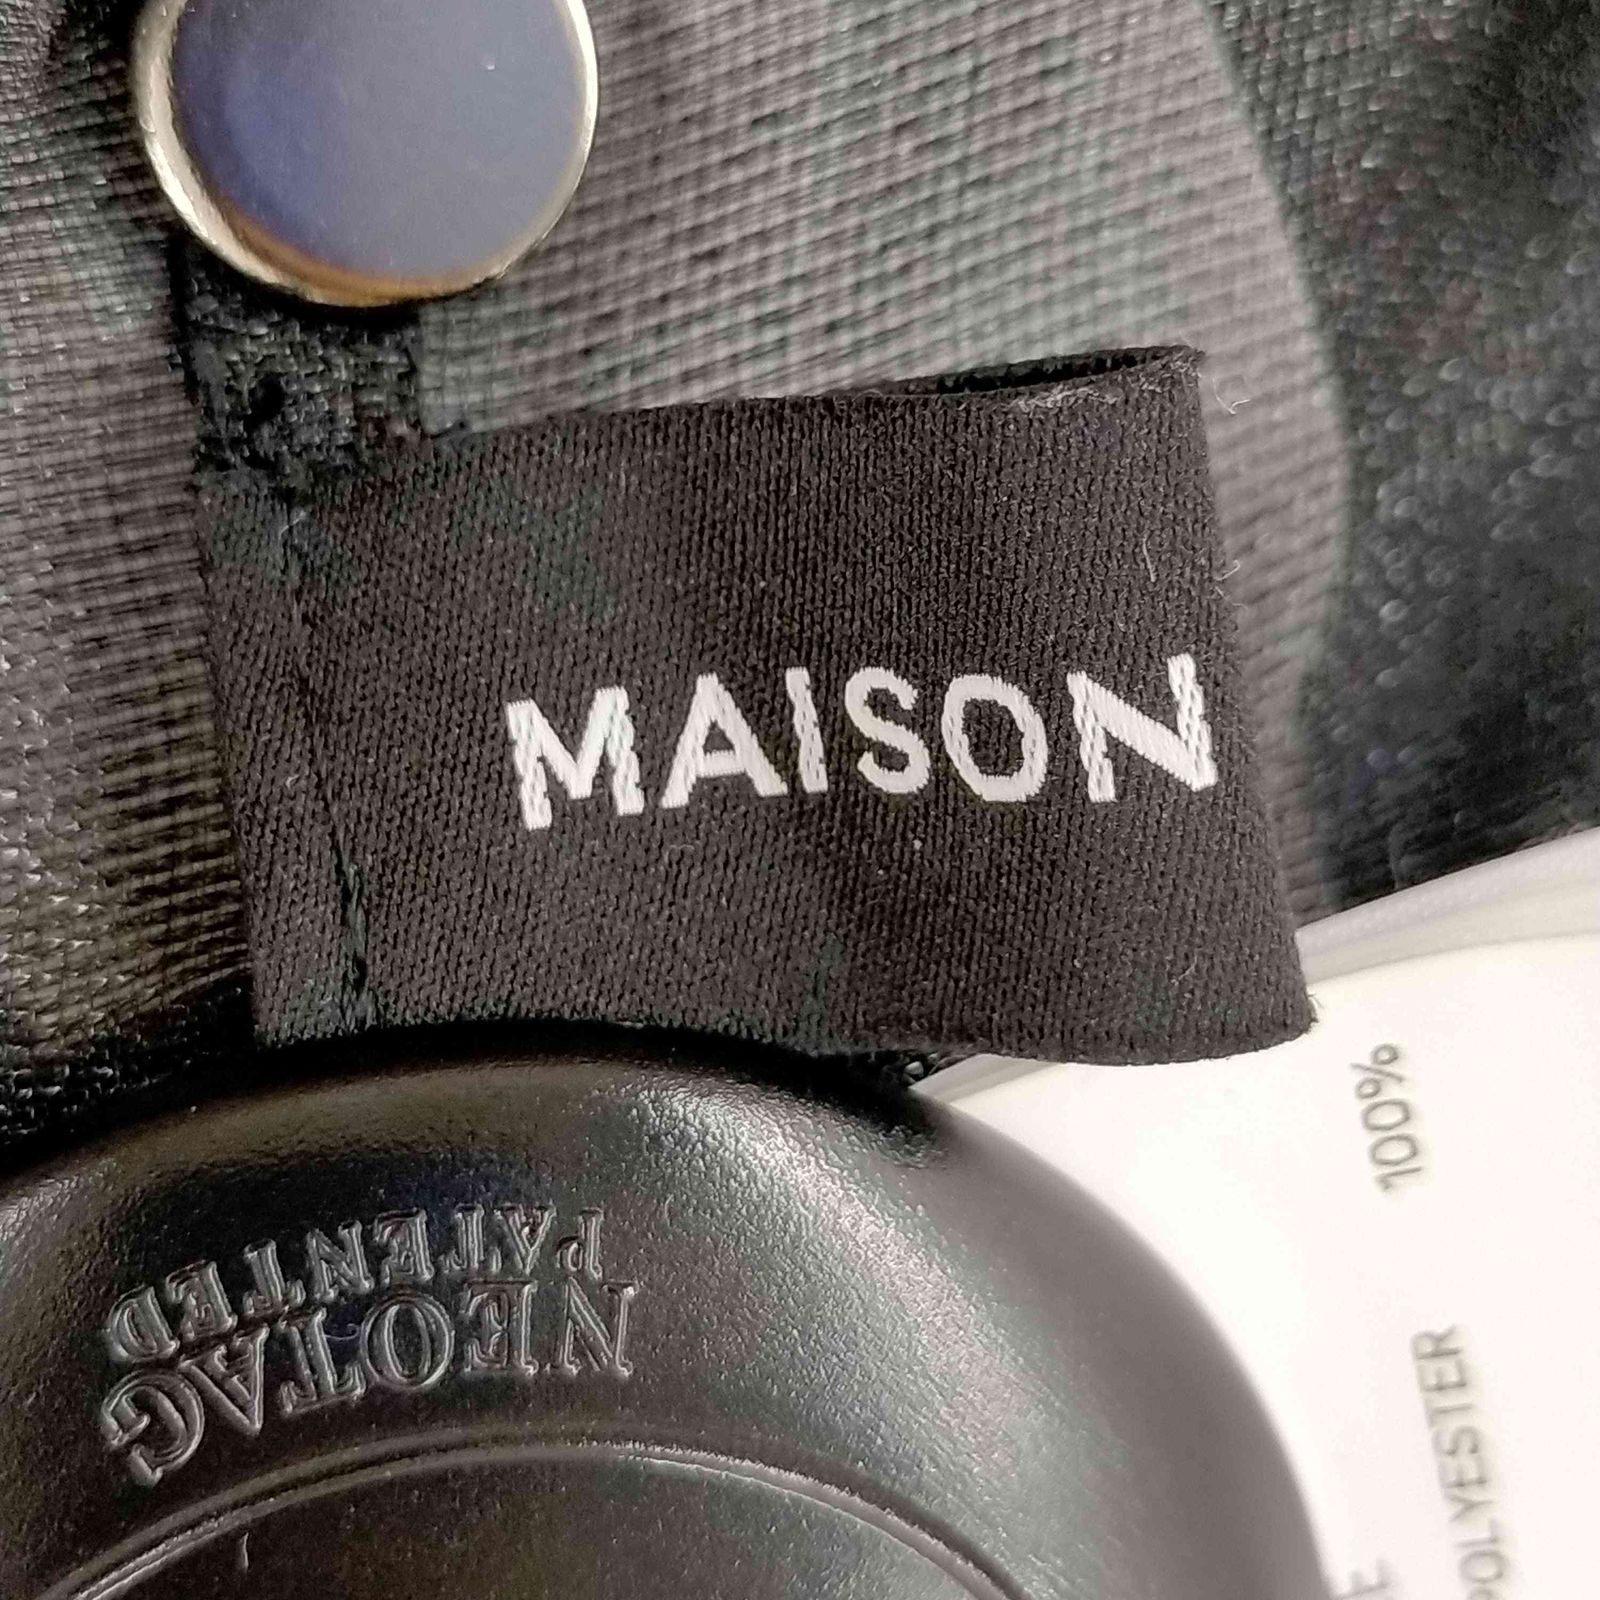 MAISON
NEOTAG
PATENTED
100%
POLYESTER